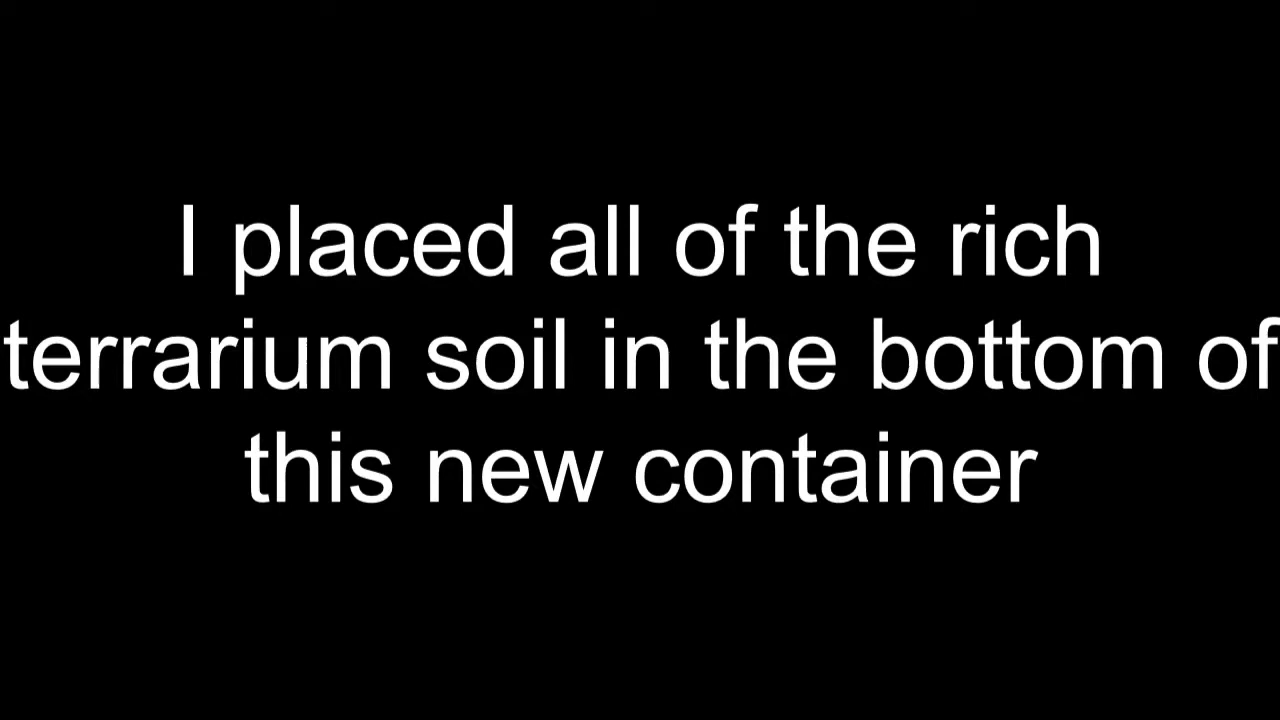 I placed all of the rich
terrarium soil in the bottom of
this new container